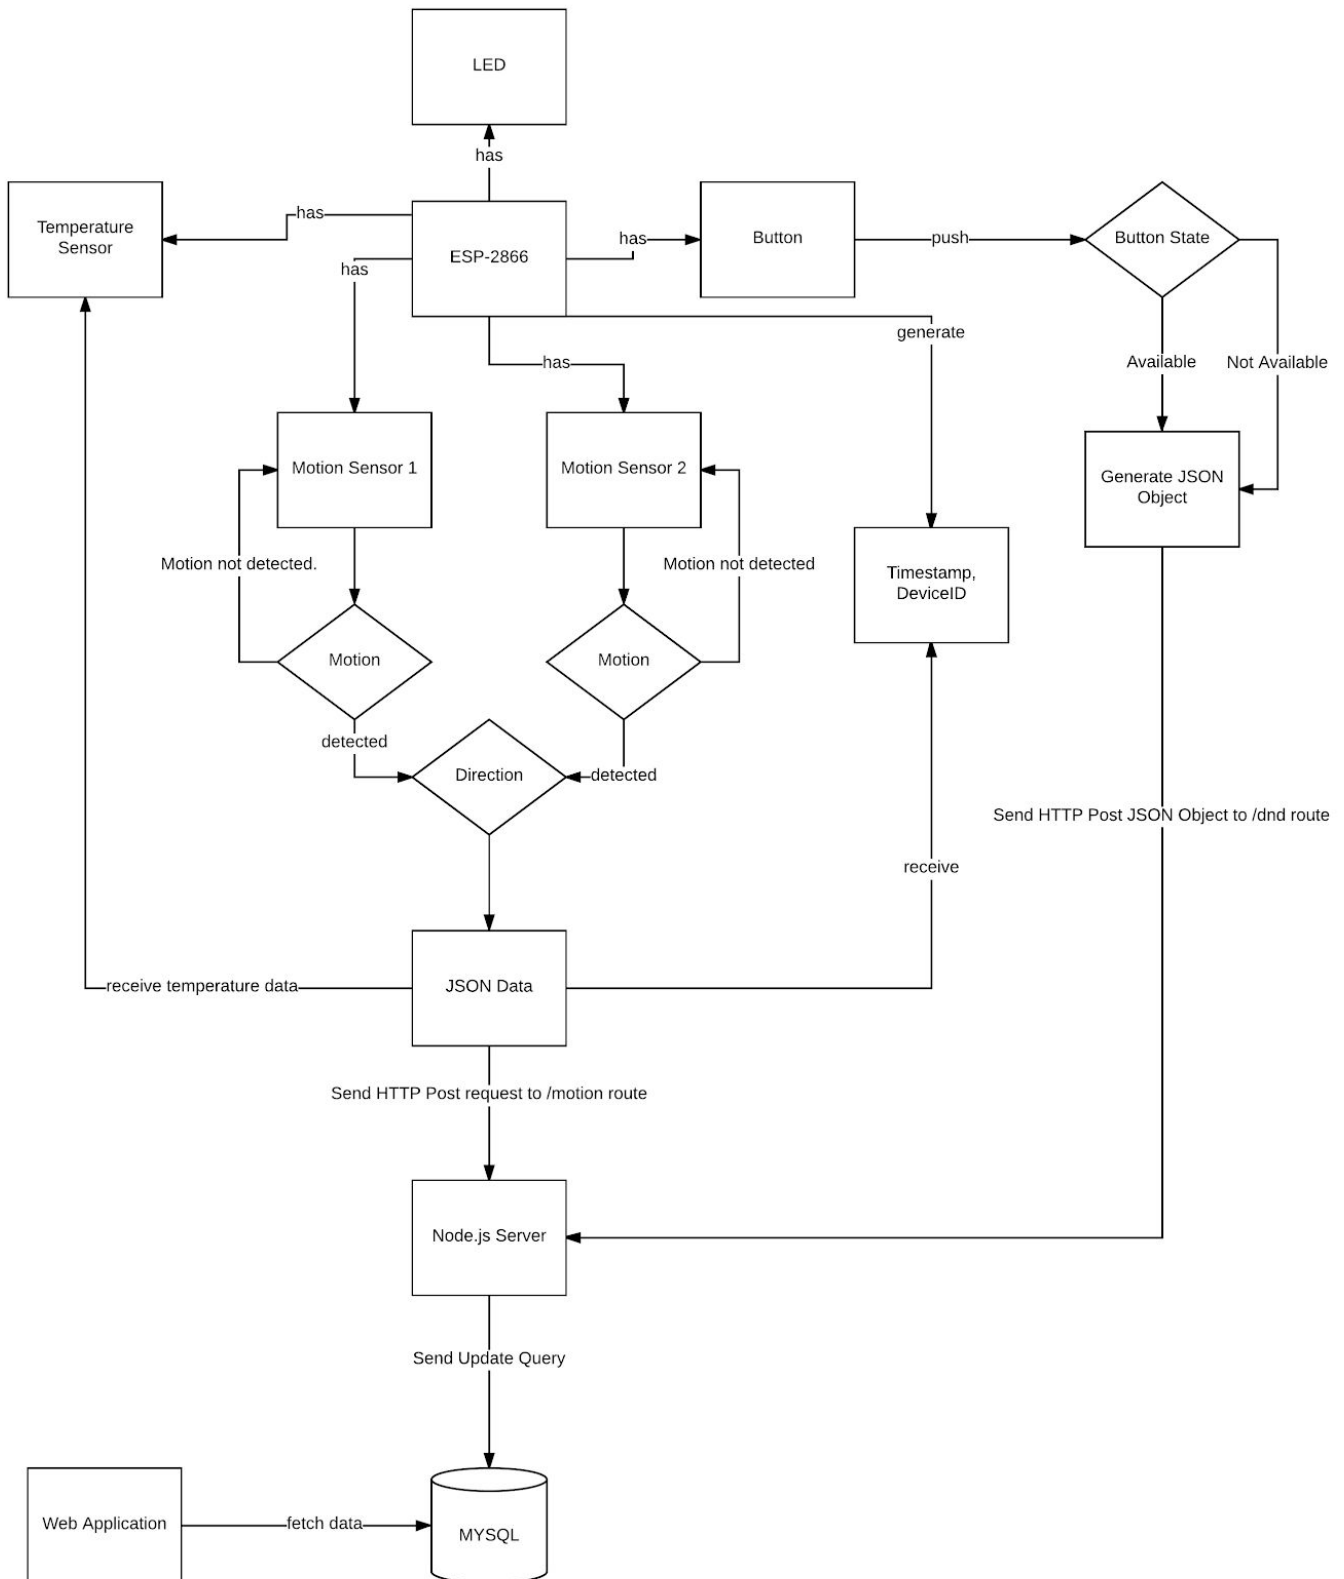 LED
has
Temperature
Sensor
has
has
ESP-2866
has
Button
push
Button State
generate
has
Available
Not Available
Motion Sensor 1
Motion Sensor 2
Generate JSON
Object
Motion not detected.
Motion not detected
Timestamp,
DeviceID
Motion
Motion
detected
Direction
detected
Send HTTP Post JSON Object to /dnd route
receive
receive temperature data
JSON Data
Send HTTP Post request to /motion route
Node.js Server
Send Update Query
Web Application
fetch data
MYSQL